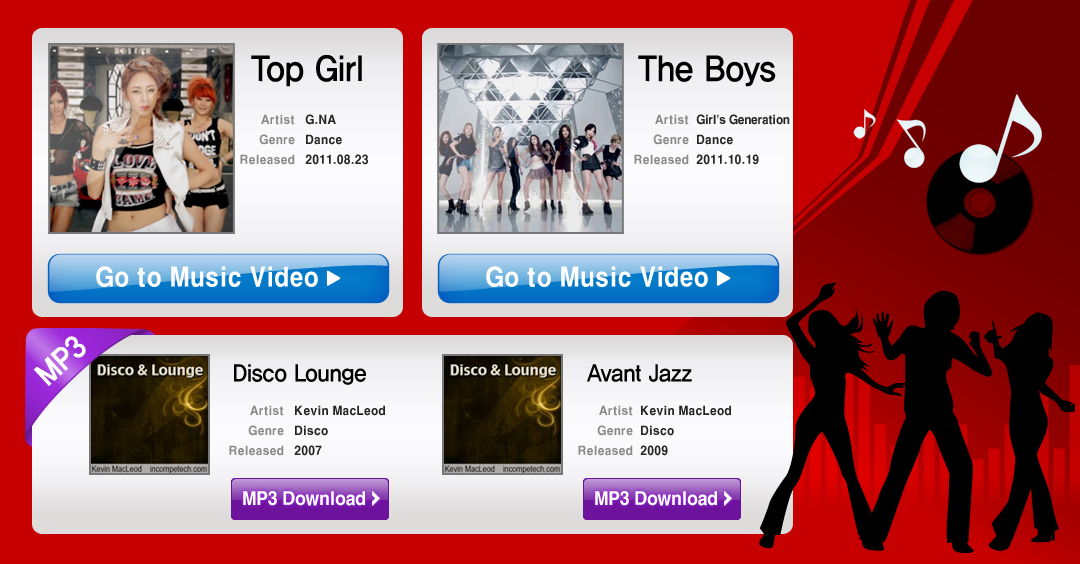 Top Girl
Artist G.NA
Genre Dance
Released 2011.08.23
Go to Music Video
The Boys
Artist Girl's Generation
Genre Dance
Released 2011.10.19
Go to Music Video
MP3
Disco & Lounge
Kevin MacLeod incompetech.com
Disco Lounge
Artist Kevin MacLeod
Genre Disco
Released 2007
MP3 Download
Disco & Lounge
Kevin MacLeod incompetech.com
Avant Jazz
Artist Kevin MacLeod
Genre Disco
Released 2009
MP3 Download